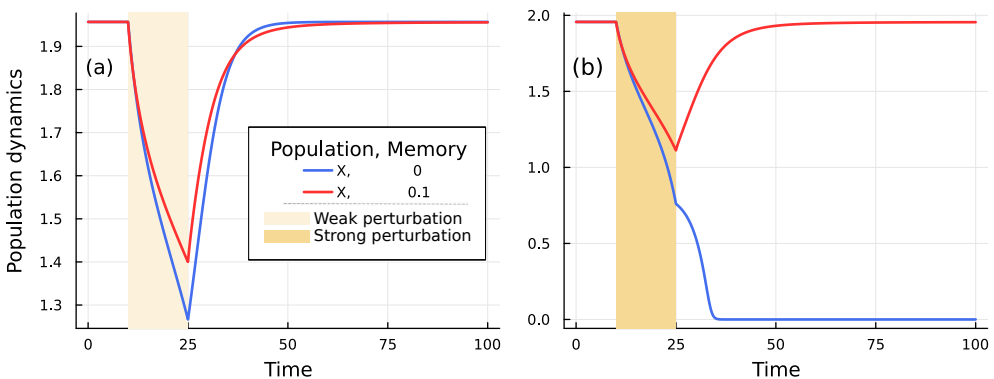 (a)
Population dynamics
1.9
1.8
1.7
1.6
1.5
1.4
1.3
0
25
50
75
100
Time
Population, Memory
X, 0
X, 0.1
Weak perturbation
Strong perturbation
(b)
2.0
1.5
1.0
0.5
0.0
0
25
50
75
100
Time